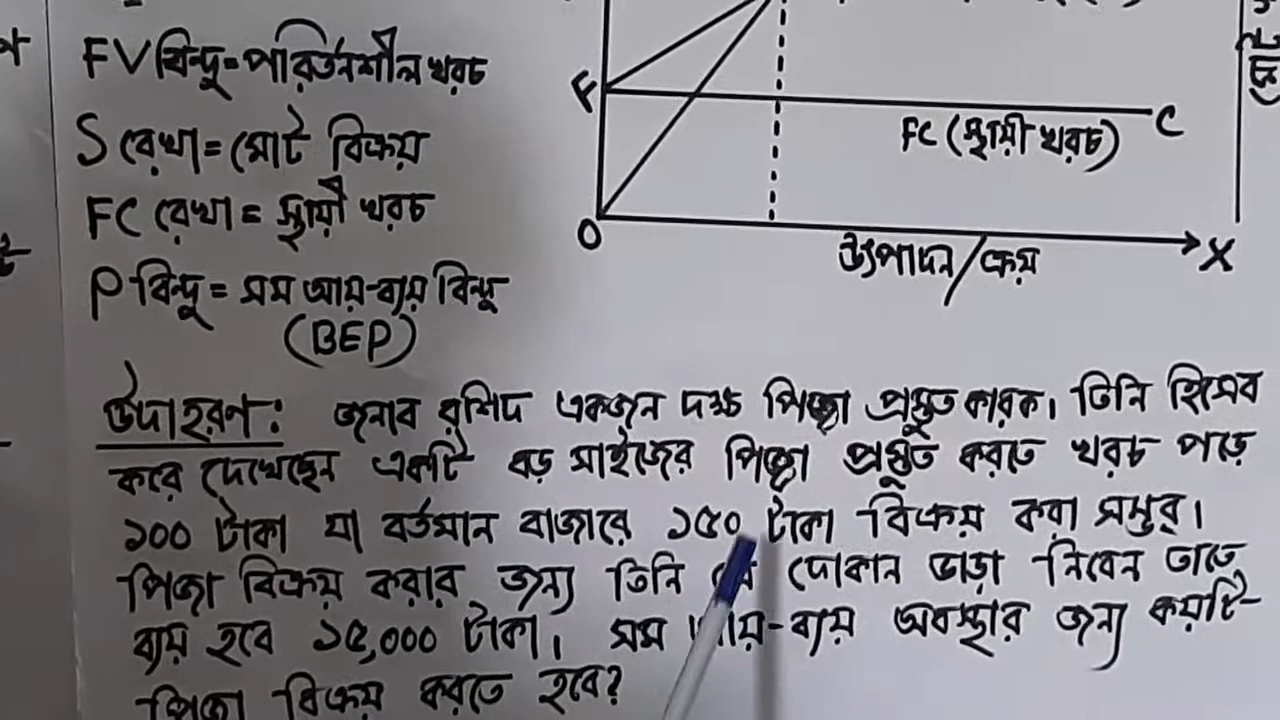 FV বিন্দু = পরিবর্তনশীল খরচ
S রেখা = মোট বিক্রয়
FC রেখা = স্থায়ী খরচ
P বিন্দু = সম আয়-ব্যয় বিন্দু
(BEP)
F
C
FC (স্থায়ী খরচ)
O
X
উৎপাদন/ক্রয়
উদাহরণ: জনাব রশিদ একজন দক্ষ পিজ্জা প্রস্তুতকারক। তিনি হিসেব
করে দেখেছেন একটি বড় সাইজের পিজ্জা প্রস্তুত করতে খরচ পড়ে
১০০ টাকা যা বর্তমান বাজারে ১৫০ টাকা বিক্রয় করা সম্ভব।
পিজা বিক্রয় করার জন্য তিনি যে দোকান ভাড়া নিবেন তাতে
ব্যয় হবে ১৫,০০০ টাকা। সম আয়-ব্যয় অবস্থার জন্য কয়টি
পিজা বিক্রয় করতে হবে?